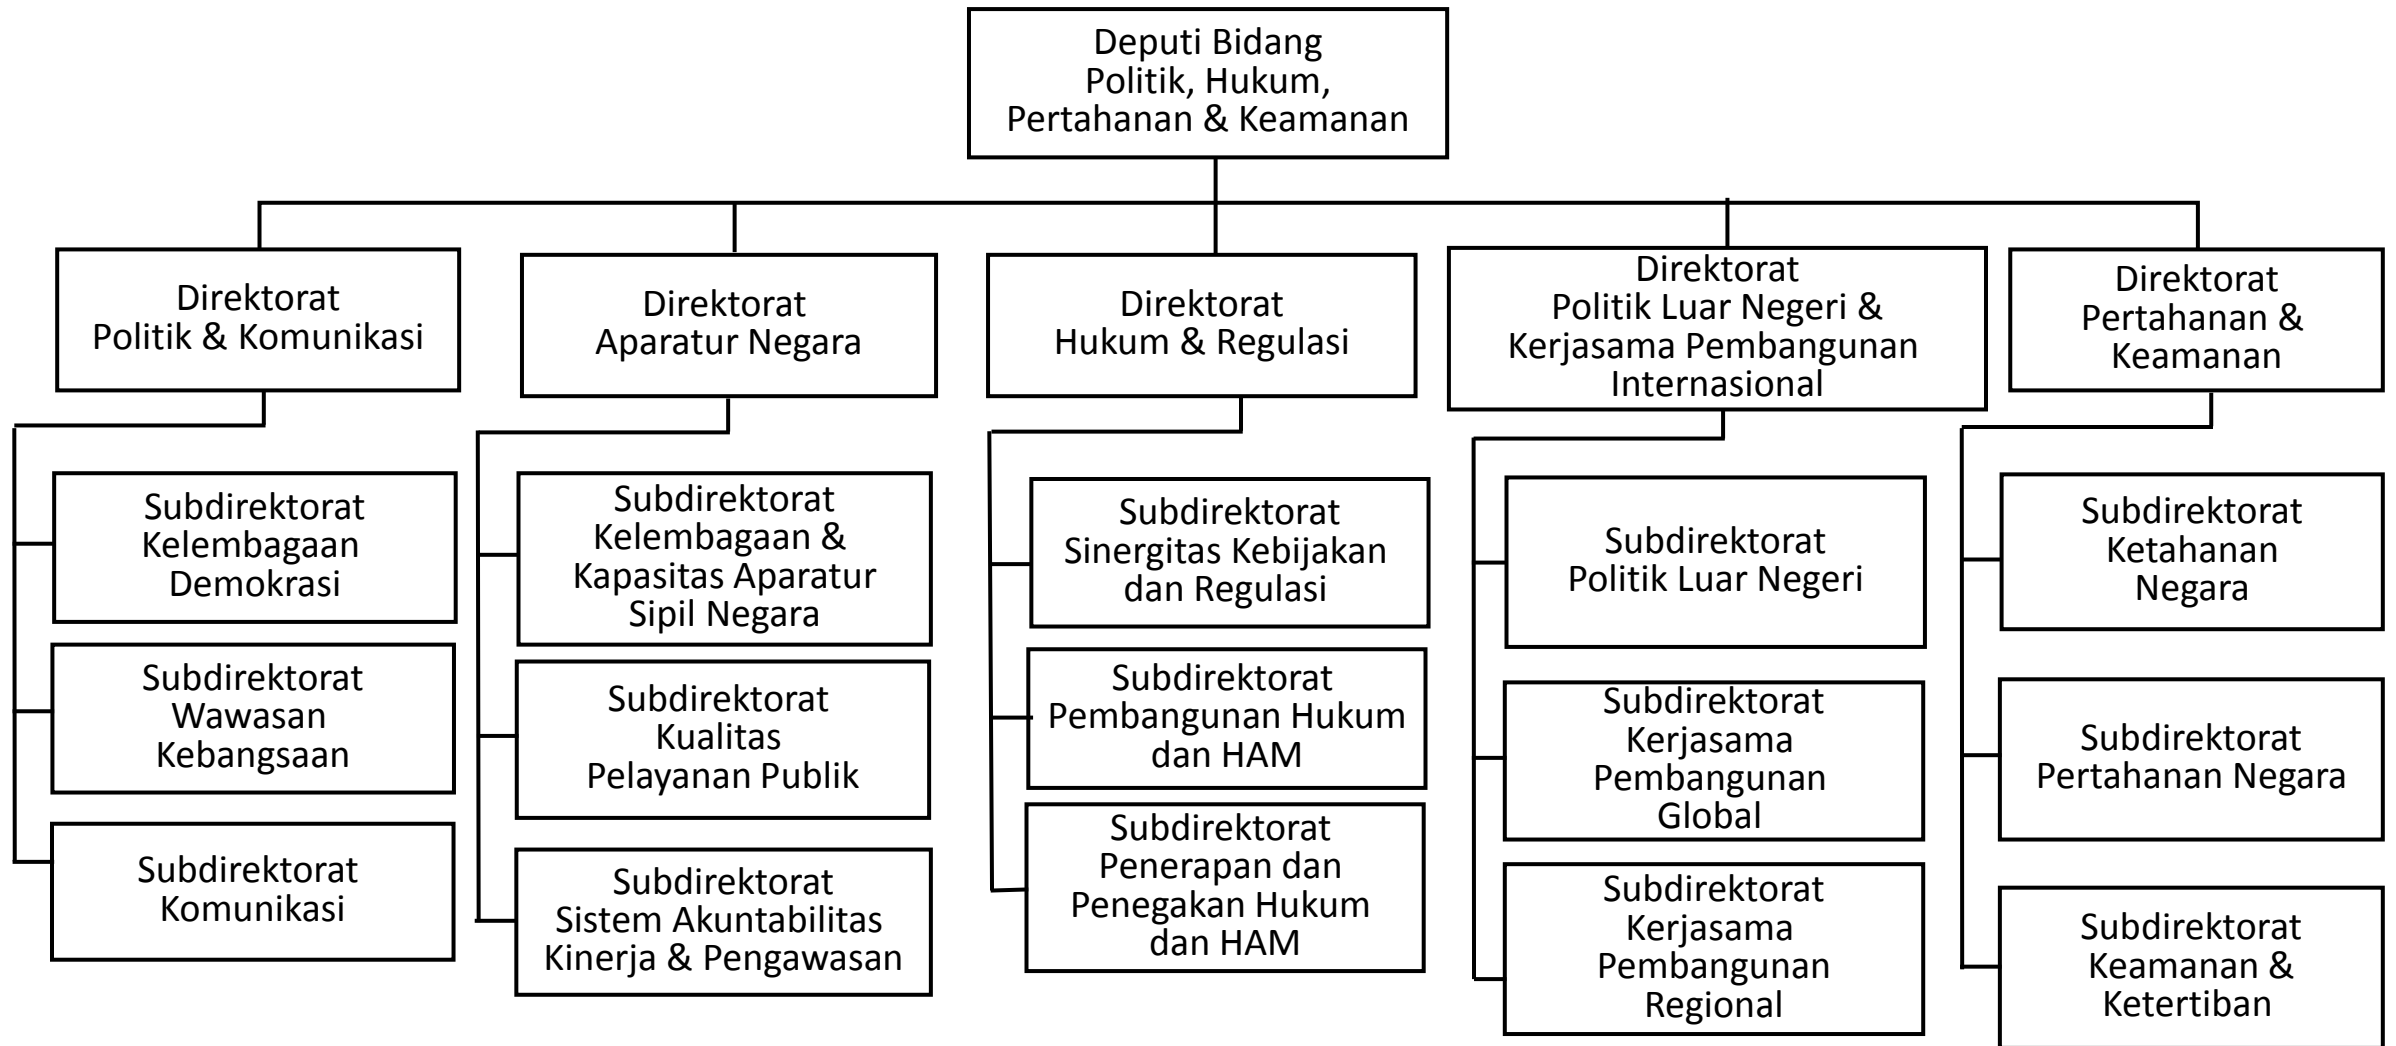 Deputi Bidang
Politik, Hukum,
Pertahanan & Keamanan
Direktorat
Politik & Komunikasi
Direktorat
Aparatur Negara
Direktorat
Hukum & Regulasi
Direktorat
Politik Luar Negeri &
Kerjasama Pembangunan
Internasional
Direktorat
Pertahanan &
Keamanan
Subdirektorat
Kelembagaan
Demokrasi
Subdirektorat
Wawasan
Kebangsaan
Subdirektorat
Komunikasi
Subdirektorat
Kelembagaan &
Kapasitas Aparatur
Sipil Negara
Subdirektorat
Kualitas
Pelayanan Publik
Subdirektorat
Sistem Akuntabilitas
Kinerja & Pengawasan
Subdirektorat
Sinergitas Kebijakan
dan Regulasi
Subdirektorat
Pembangunan Hukum
dan HAM
Subdirektorat
Penerapan dan
Penegakan Hukum
dan HAM
Subdirektorat
Politik Luar Negeri
Subdirektorat
Kerjasama
Pembangunan
Global
Subdirektorat
Kerjasama
Pembangunan
Regional
Subdirektorat
Ketahanan
Negara
Subdirektorat
Pertahanan Negara
Subdirektorat
Keamanan &
Ketertiban